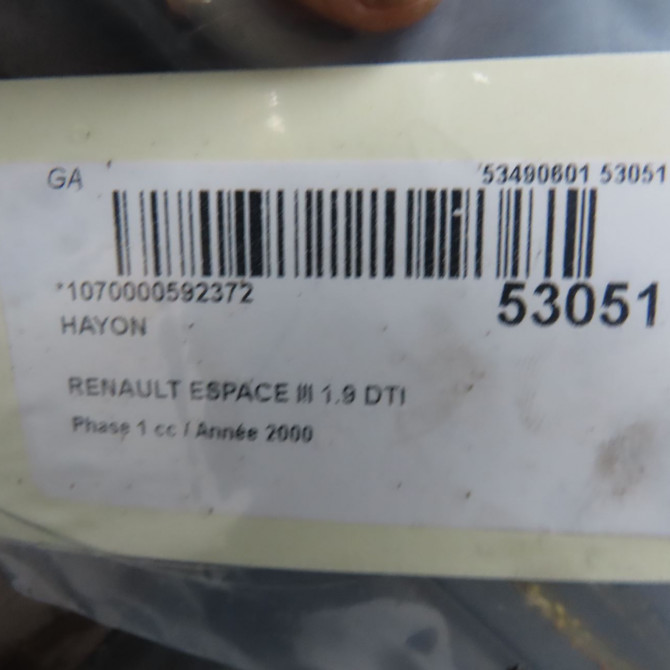 GA 53490601 53051
*1070000592372 53051
HAYON
RENAULT ESPACE III 1.9 DTI
Phase 1 cc / Année 2000